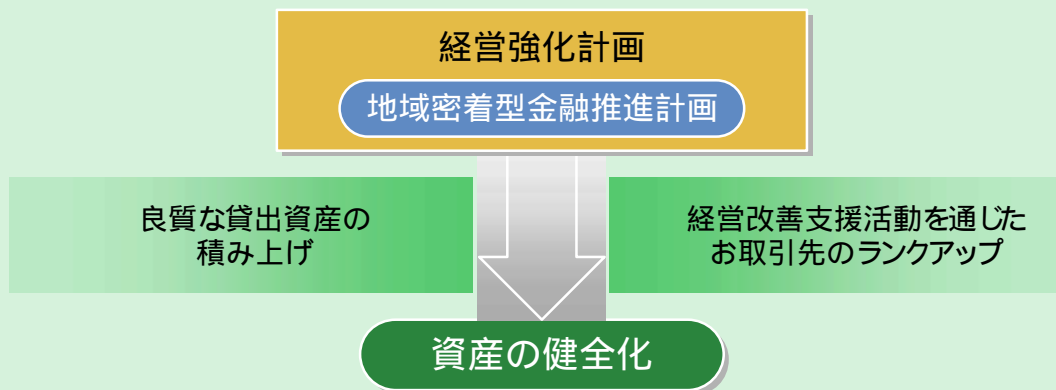 経営強化計画
地域密着型金融推進計画
良質な貸出資産の
積み上げ
経営改善支援活動を通じた
お取引先のランクアップ
資産の健全化